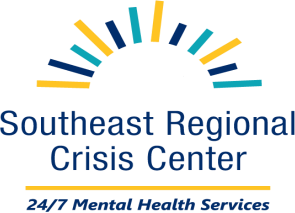 Southeast Regional
Crisis Center
24/7 Mental Health Services